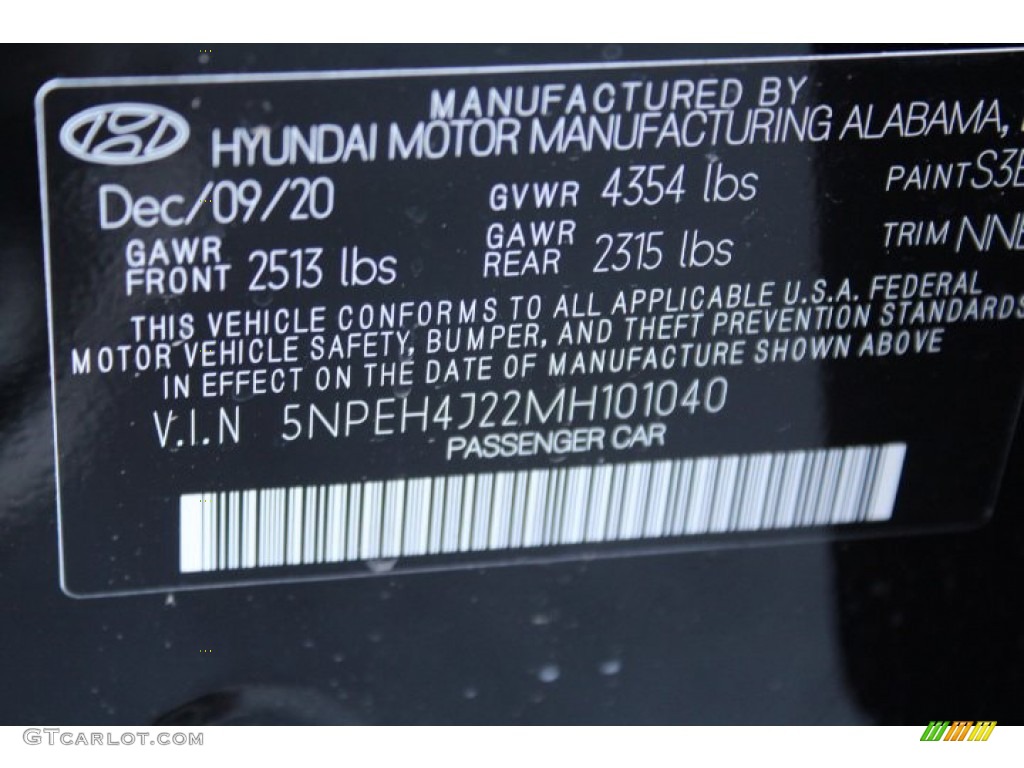 MANUFACTURED BY
HYUNDAI MOTOR MANUFACTURING ALABAMA,
Dec/09/20 GVWR 4354 lbs PAINT S3B
GAWR FRONT 2513 lbs GAWR REAR 2315 lbs TRIM NNB
THIS VEHICLE CONFORMS TO ALL APPLICABLE U.S.A. FEDERAL
MOTOR VEHICLE SAFETY, BUMPER, AND THEFT PREVENTION STANDARDS
IN EFFECT ON THE DATE OF MANUFACTURE SHOWN ABOVE
V.I.N 5NPEH4J22MH101040
PASSENGER CAR
GTCARLOT.COM